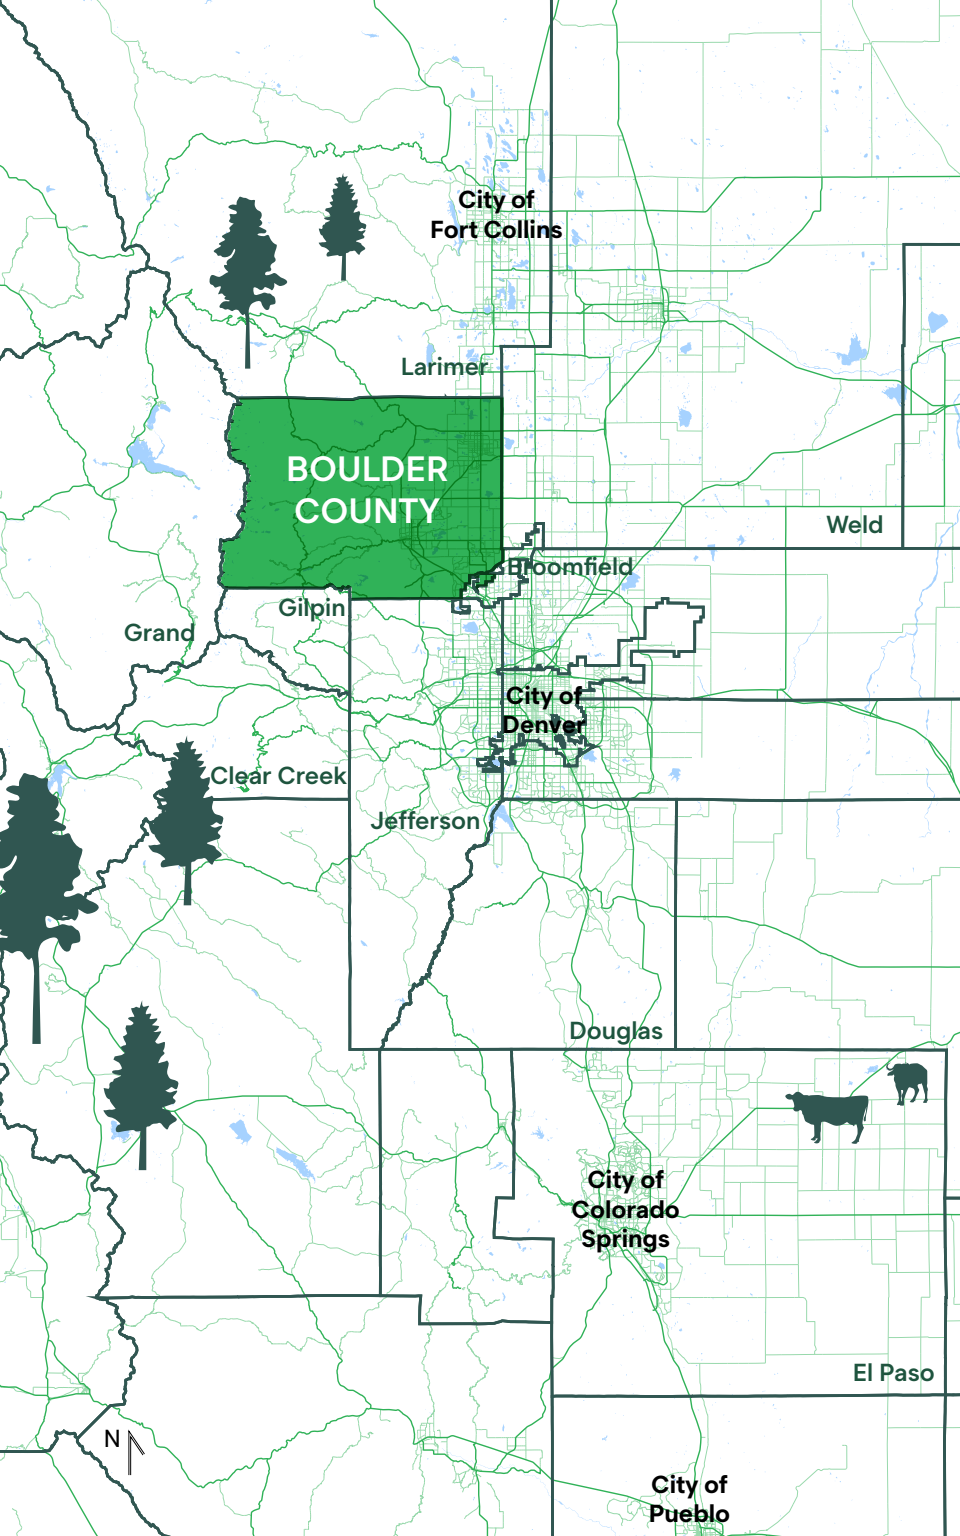 City of
Fort Collins
Larimer
BOULDER
COUNTY
Weld
Broomfield
Gilpin
Grand
City of
Denver
Clear Creek
Jefferson
Douglas
City of
Colorado
Springs
El Paso
N
City of
Pueblo